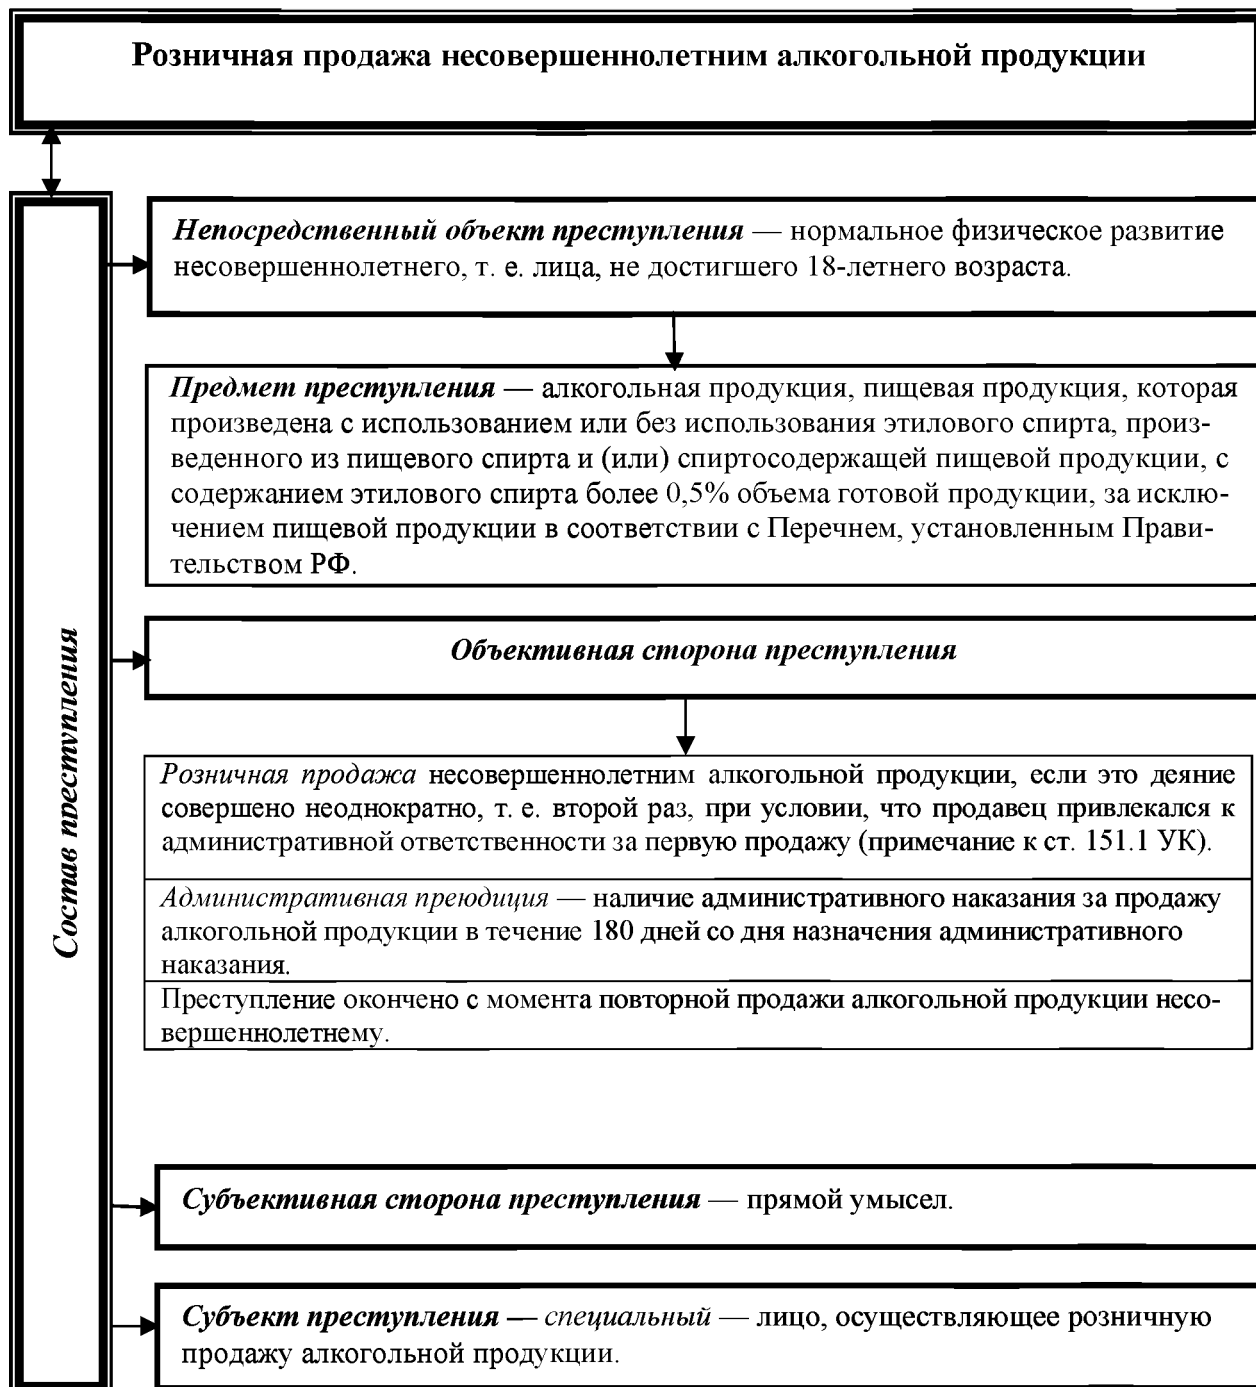 Розничная продажа несовершеннолетним алкогольной продукции
Состав преступления
Непосредственный объект преступления — нормальное физическое развитие
несовершеннолетнего, т. е. лица, не достигшего 18-летнего возраста.
Предмет преступления — алкогольная продукция, пищевая продукция, которая
произведена с использованием или без использования этилового спирта, произ-
веденного из пищевого спирта и (или) спиртосодержащей пищевой продукции, с
содержанием этилового спирта более 0,5% объема готовой продукции, за исклю-
чением пищевой продукции в соответствии с Перечнем, установленным Прави-
тельством РФ.
Объективная сторона преступления
Розничная продажа несовершеннолетним алкогольной продукции, если это деяние
совершено неоднократно, т. е. второй раз, при условии, что продавец привлекался к
административной ответственности за первую продажу (примечание к ст. 151.1 УК).
Административная преюдиция — наличие административного наказания за продажу
алкогольной продукции в течение 180 дней со дня назначения административного
наказания.
Преступление окончено с момента повторной продажи алкогольной продукции несо-
вершеннолетнему.
Субъективная сторона преступления — прямой умысел.
Субъект преступления — специальный — лицо, осуществляющее розничную
продажу алкогольной продукции.